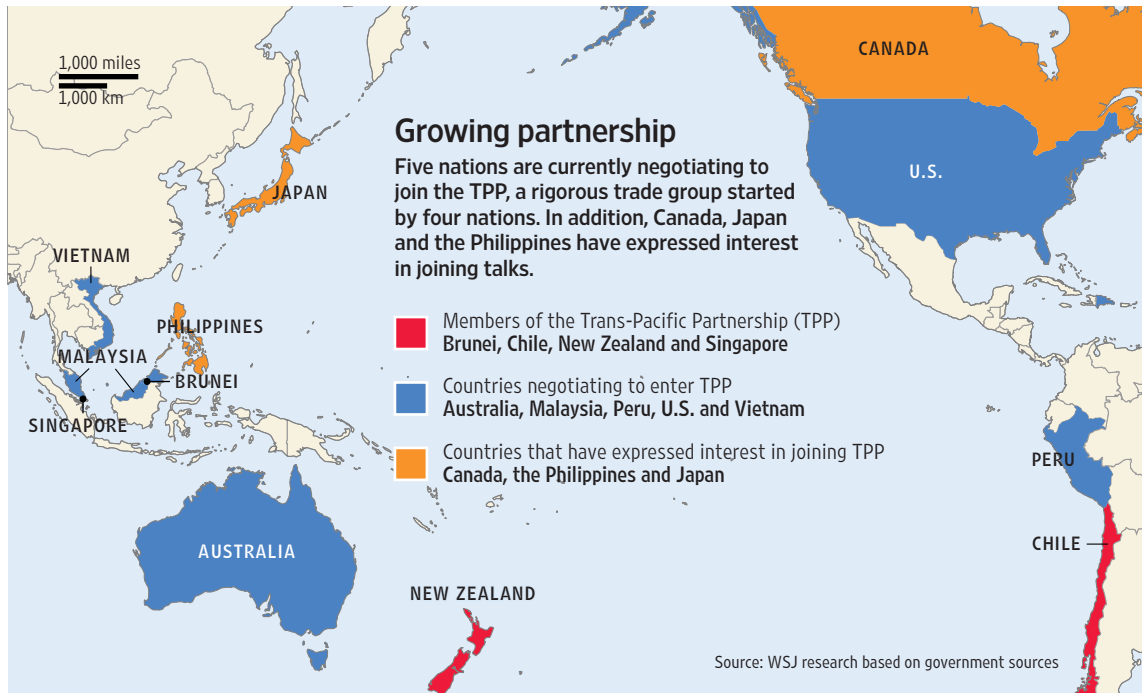 1,000 miles
1,000 km
CANADA
Growing partnership
Five nations are currently negotiating to
join the TPP, a rigorous trade group started
by four nations. In addition, Canada, Japan
and the Philippines have expressed interest
in joining talks.
U.S.
JAPAN
VIETNAM
PHILIPPINES
MALAYSIA
BRUNEI
SINGAPORE
Members of the Trans-Pacific Partnership (TPP)
Brunei, Chile, New Zealand and Singapore
Countries negotiating to enter TPP
Australia, Malaysia, Peru, U.S. and Vietnam
Countries that have expressed interest in joining TPP
Canada, the Philippines and Japan
PERU
AUSTRALIA
CHILE
NEW ZEALAND
Source: WSJ research based on government sources